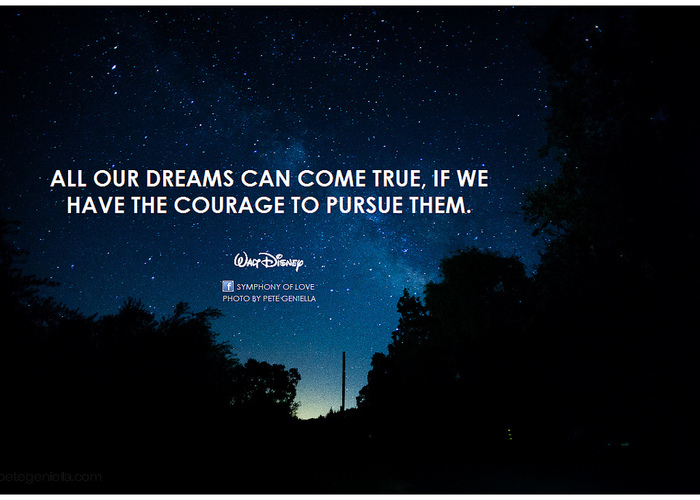 ALL OUR DREAMS CAN COME TRUE, IF WE
HAVE THE COURAGE TO PURSUE THEM.
WALT DISNEY
SYMPHONY OF LOVE
PHOTO BY PETE GENIELLA
petegeniella.com